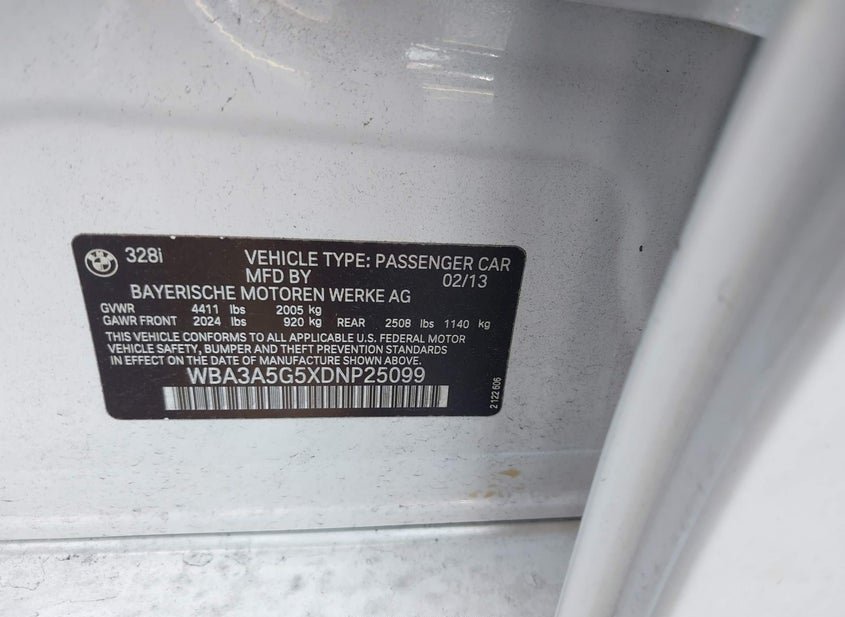 328i VEHICLE TYPE: PASSENGER CAR
MFD BY 02/13
BAYERISCHE MOTOREN WERKE AG
GVWR 4411 lbs 2005 kg
GAWR FRONT 2024 lbs 920 kg REAR 2508 lbs 1140 kg
THIS VEHICLE CONFORMS TO ALL APPLICABLE U.S. FEDERAL MOTOR
VEHICLE SAFETY, BUMPER AND THEFT PREVENTION STANDARDS
IN EFFECT ON THE DATE OF MANUFACTURE SHOWN ABOVE.
WBA3A5G5XDNP25099
2 122 606